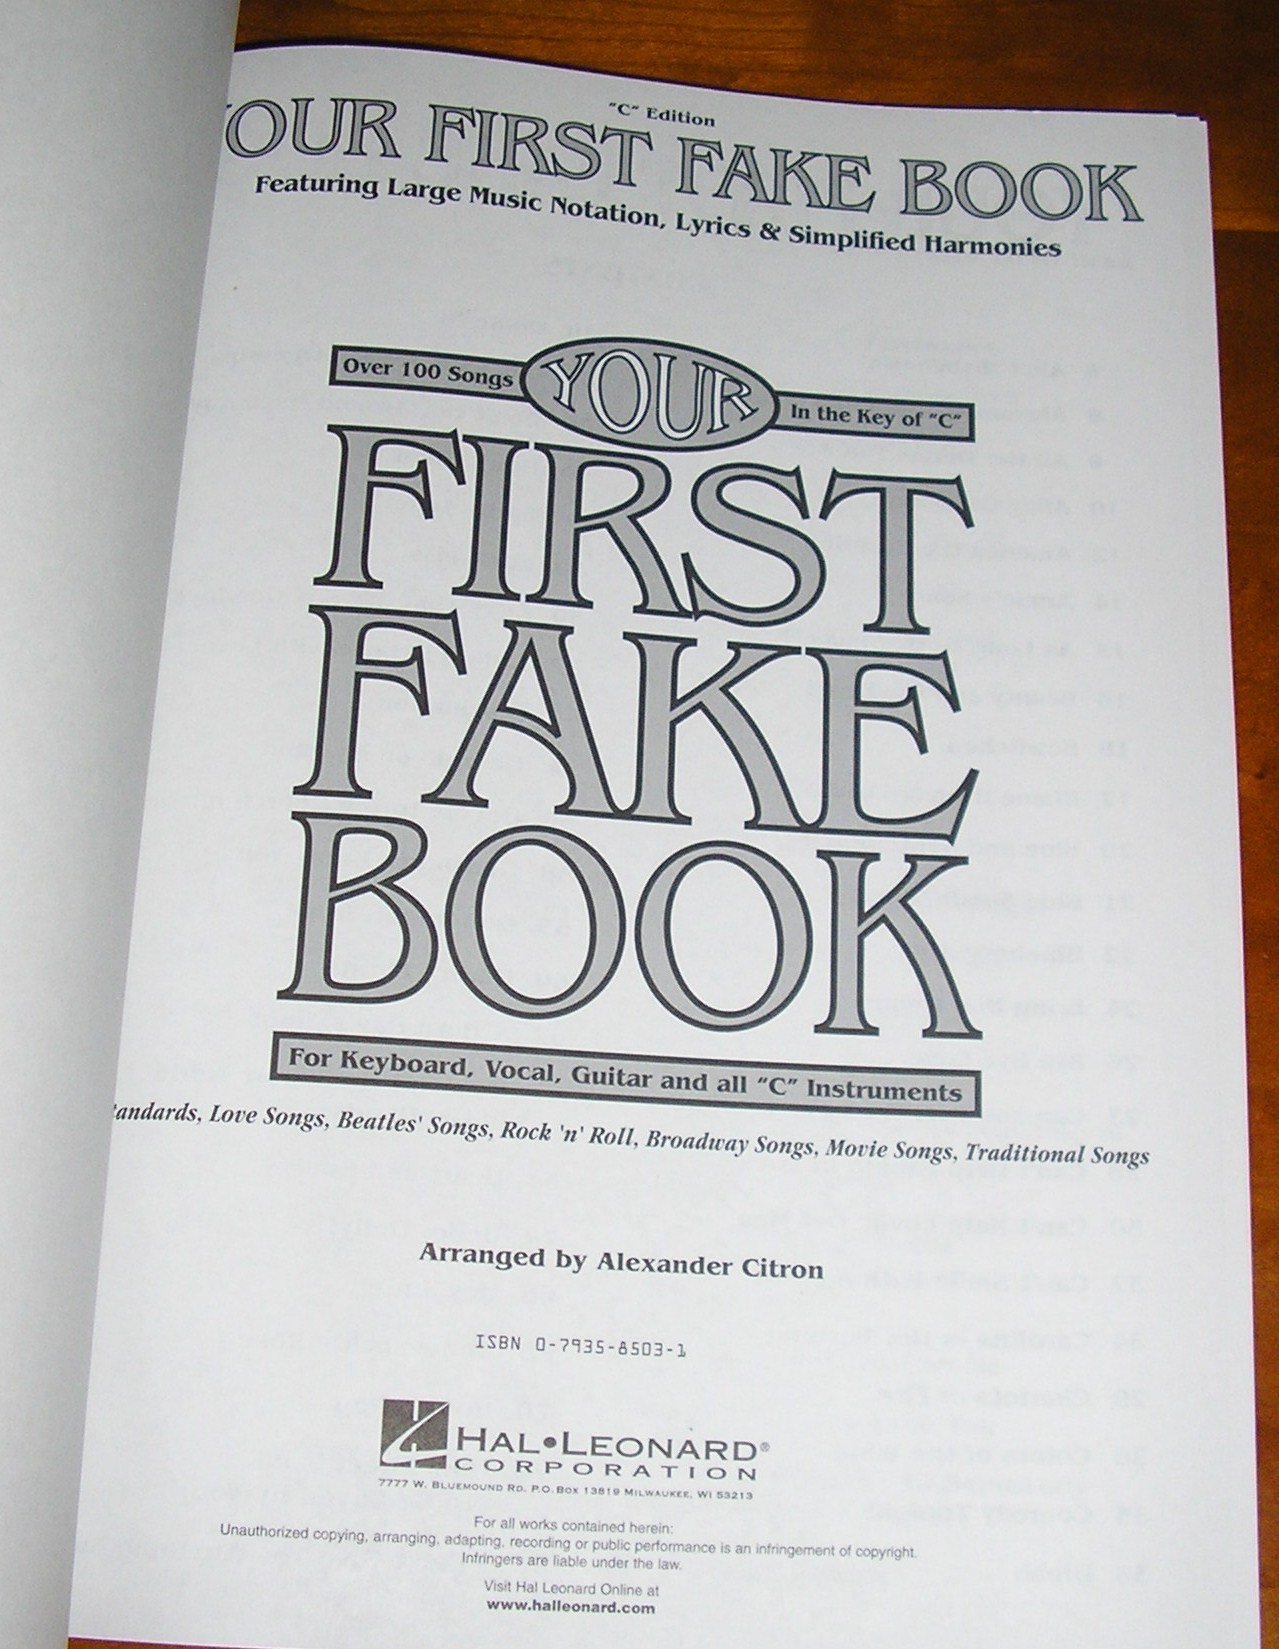 "C" Edition
YOUR FIRST FAKE BOOK
Featuring Large Music Notation, Lyrics & Simplified Harmonies
Over 100 Songs
YOUR
In the Key of "C"
FIRST
FAKE
BOOK
For Keyboard, Vocal, Guitar and all "C" Instruments
tandards, Love Songs, Beatles' Songs, Rock 'n' Roll, Broadway Songs, Movie Songs, Traditional Songs
Arranged by Alexander Citron
ISBN 0-7935-8503-1
HAL•LEONARD®
CORPORATION
7777 W. BLUEMOUND RD. P.O. BOX 13819 MILWAUKEE, WI 53213
For all works contained herein:
Unauthorized copying, arranging, adapting, recording or public performance is an infringement of copyright.
Infringers are liable under the law.
Visit Hal Leonard Online at
www.halleonard.com